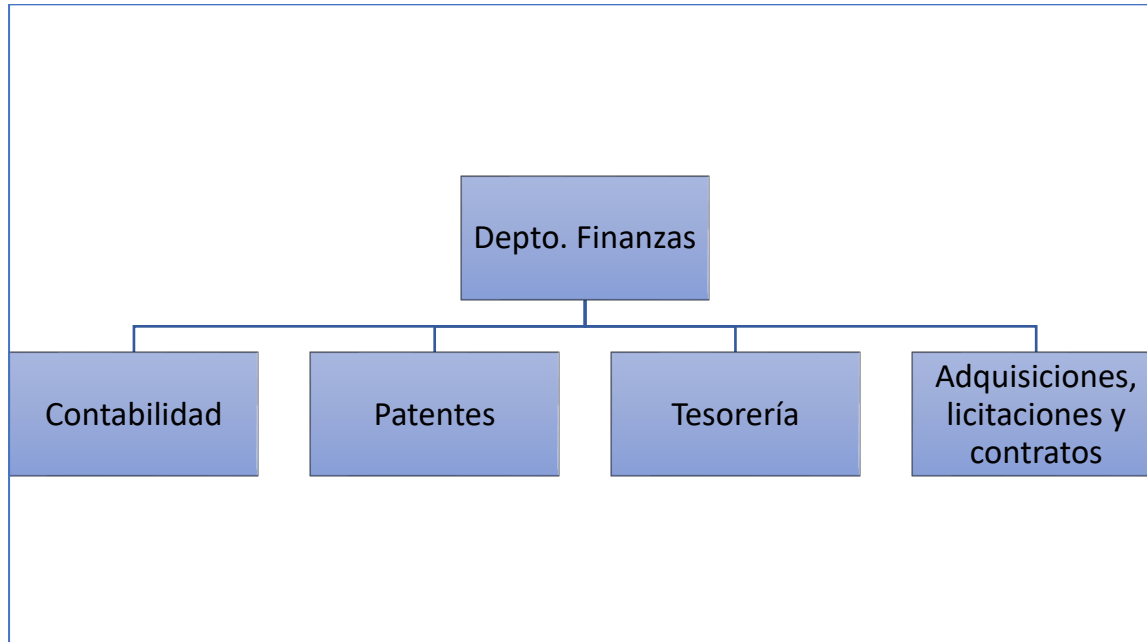 Depto. Finanzas
Contabilidad
Patentes
Tesorería
Adquisiciones,
licitaciones y
contratos